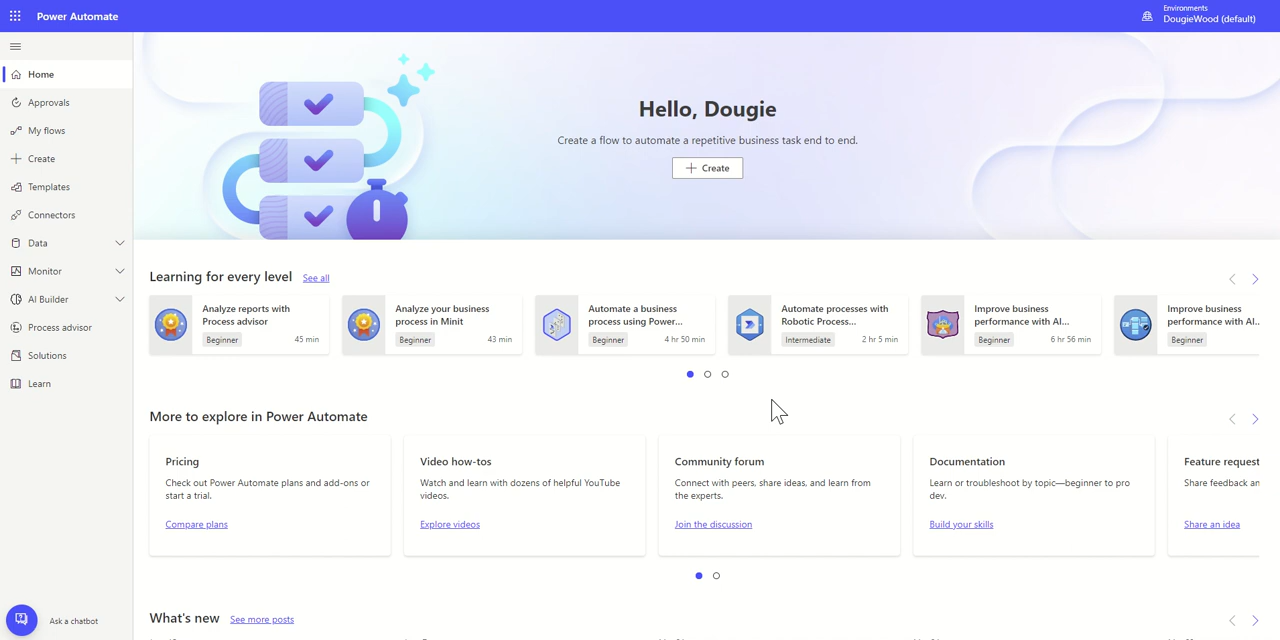 Power Automate
Environments
DougieWood (default)
Home
Approvals
My flows
Create
Templates
Connectors
Data
Monitor
AI Builder
Process advisor
Solutions
Learn
Ask a chatbot
Hello, Dougie
Create a flow to automate a repetitive business task end to end.
Create
Learning for every level See all
Analyze reports with
Process advisor
Beginner 45 min
Analyze your business
process in Minit
Beginner 43 min
Automate a business
process using Power...
Beginner 4 hr 50 min
Automate processes with
Robotic Process...
Intermediate 2 hr 5 min
Improve business
performance with AI...
Beginner 6 hr 56 min
Improve business
performance with AI..
Beginner
More to explore in Power Automate
Pricing
Check out Power Automate plans and add-ons or
start a trial.
Compare plans
Video how-tos
Watch and learn with dozens of helpful YouTube
videos.
Explore videos
Community forum
Connect with peers, share ideas, and learn from
the experts.
Join the discussion
Documentation
Learn or troubleshoot by topic—beginner to pro
dev.
Build your skills
Feature request
Share feedback an
Share an idea
What's new See more posts